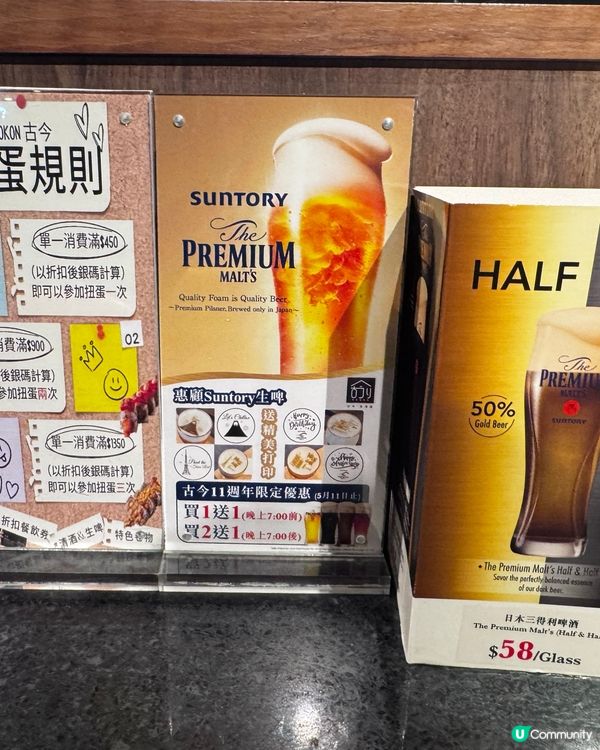 OKON 古今
蛋規則
單一消費滿$450
(以折扣後銀碼計算)
即可以參加扭蛋一次
消費滿$900
後銀碼計算)
參加扭蛋兩次
02
單一消費滿$1350
(以折扣後銀碼計算)
即可以參加扭蛋三次
折扣餐飲券
清酒&生啤
特色禮物
SUNTORY
The
PREMIUM
MALT'S
Quality Foam is Quality Beer.
~Premium Pilsner, Brewed only in Japan~
惠顧Suntory生啤
送精美打印
古今11週年限定優惠 (5月11日止)
買1送1(晚上7:00前)
買2送1(晚上7:00後)
HALF
50%
Gold Beer
The
PREMIU
MALT'S
SUNTORY
The Premium Malt's Half & Half
Savor the perfectly balanced essence
of our dark beer.
日本三得利啤酒
The Premium Malt's (Half & Ha
$58/Glass
U Community